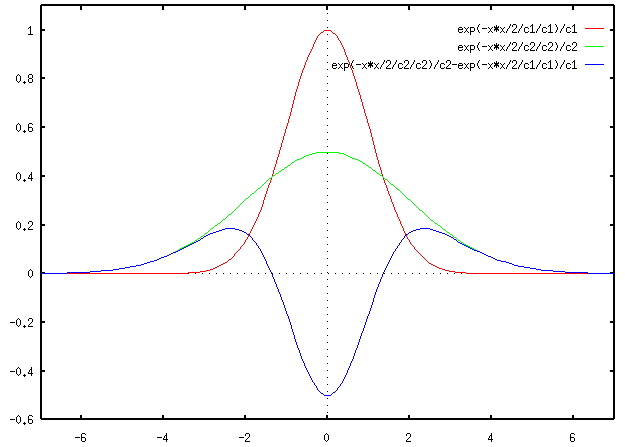 exp(-x*x/2/c1/c1)/c1
exp(-x*x/2/c2/c2)/c2
exp(-x*x/2/c2/c2)/c2-exp(-x*x/2/c1/c1)/c1
1
0.8
0.6
0.4
0.2
0
-0.2
-0.4
-0.6
-6 -4 -2 0 2 4 6